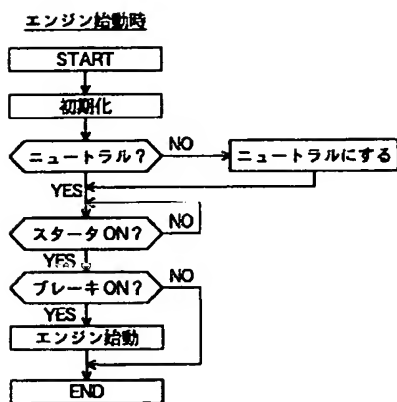 エンジン始動時
START
初期化
ニュートラル?
NO
ニュートラルにする
YES
NO
スタータON?
YES
NO
ブレーキON?
YES
エンジン始動
END